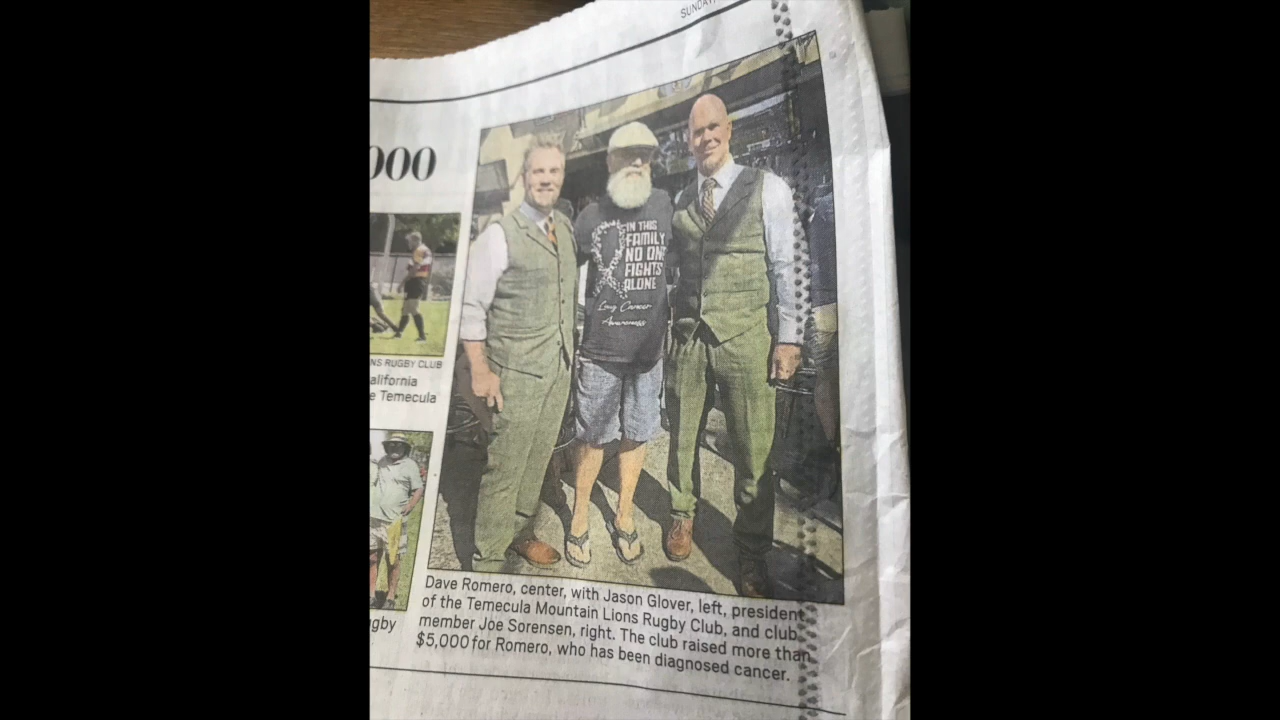 SUNDAY,
000
IN THIS
FAMILY
NO ONE
FIGHTS
ALONE
Lung Cancer
Awareness
NS RUGBY CLUB
alifornia
e Temecula
ugby
Dave Romero, center, with Jason Glover, left, president
of the Temecula Mountain Lions Rugby Club, and club
member Joe Sorensen, right. The club raised more than
$5,000 for Romero, who has been diagnosed cancer.